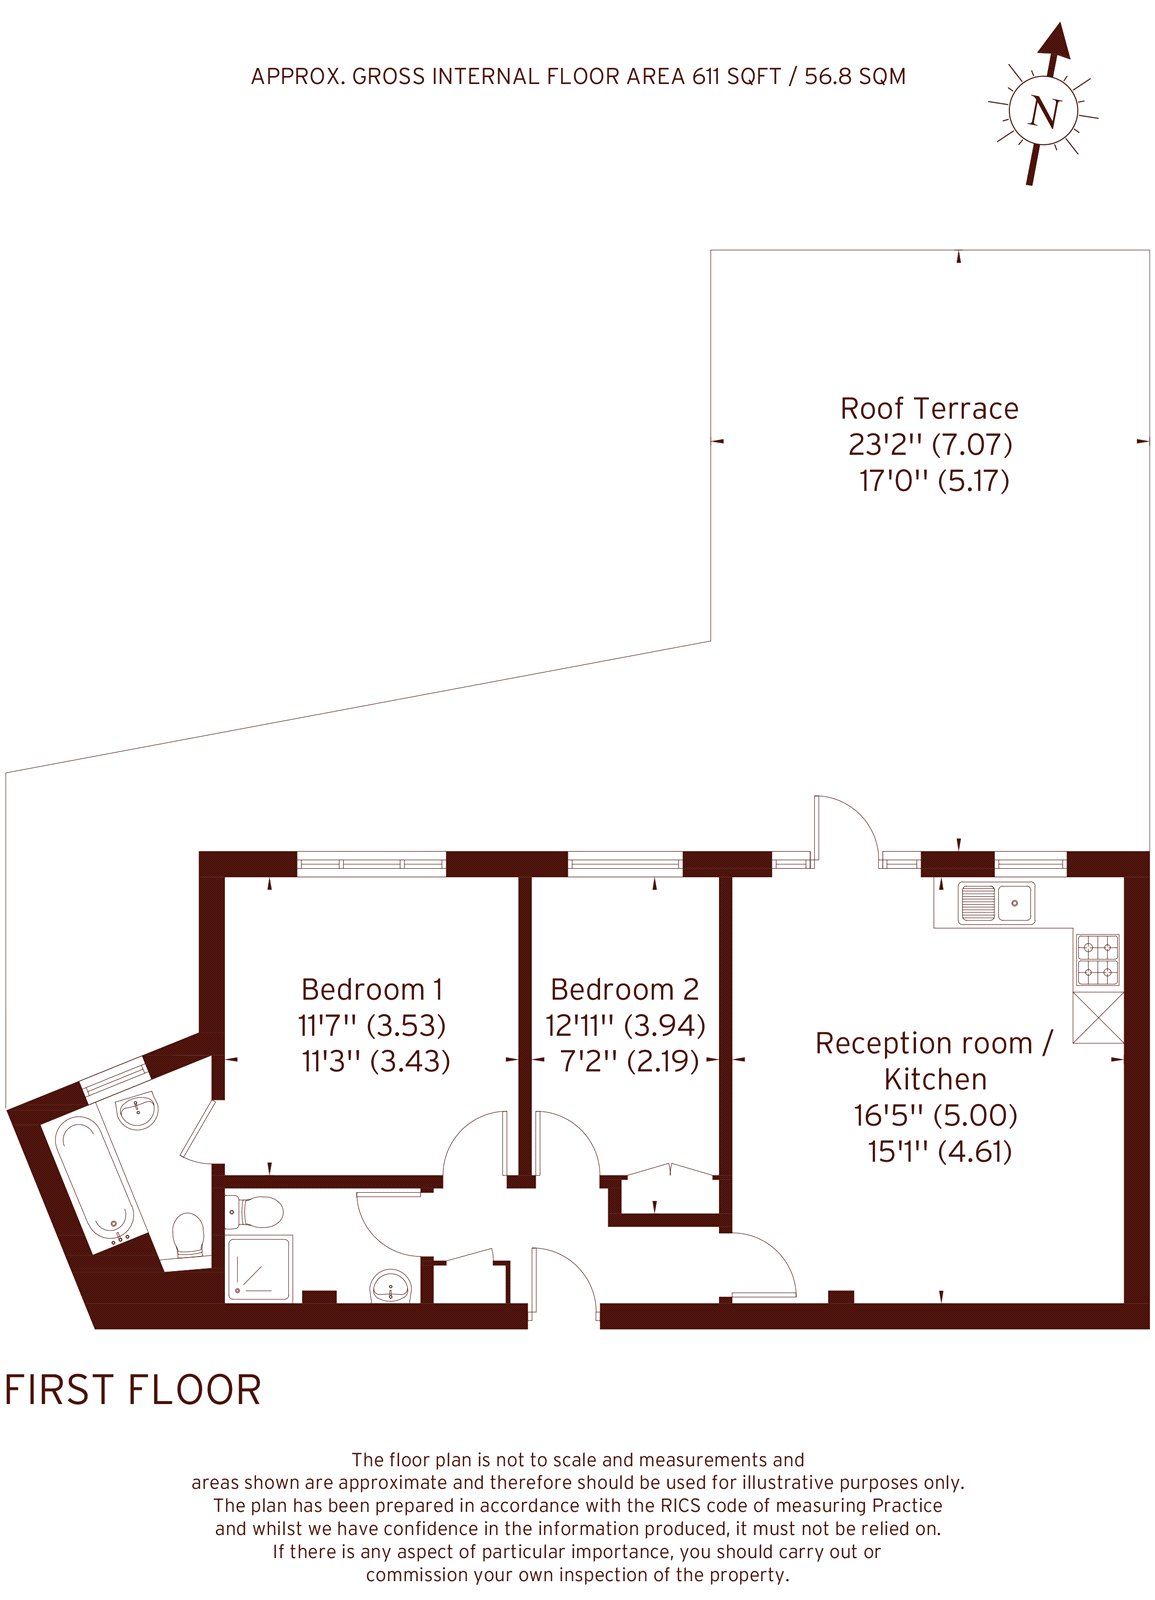 APPROX. GROSS INTERNAL FLOOR AREA 611 SQFT / 56.8 SQM
N
Roof Terrace
23'2'' (7.07)
17'0'' (5.17)
Bedroom 1
11'7'' (3.53)
11'3'' (3.43)
Bedroom 2
12'11'' (3.94)
7'2'' (2.19)
Reception room /
Kitchen
16'5'' (5.00)
15'1'' (4.61)
FIRST FLOOR
The floor plan is not to scale and measurements and
areas shown are approximate and therefore should be used for illustrative purposes only.
The plan has been prepared in accordance with the RICS code of measuring Practice
and whilst we have confidence in the information produced, it must not be relied on.
If there is any aspect of particular importance, you should carry out or
commission your own inspection of the property.